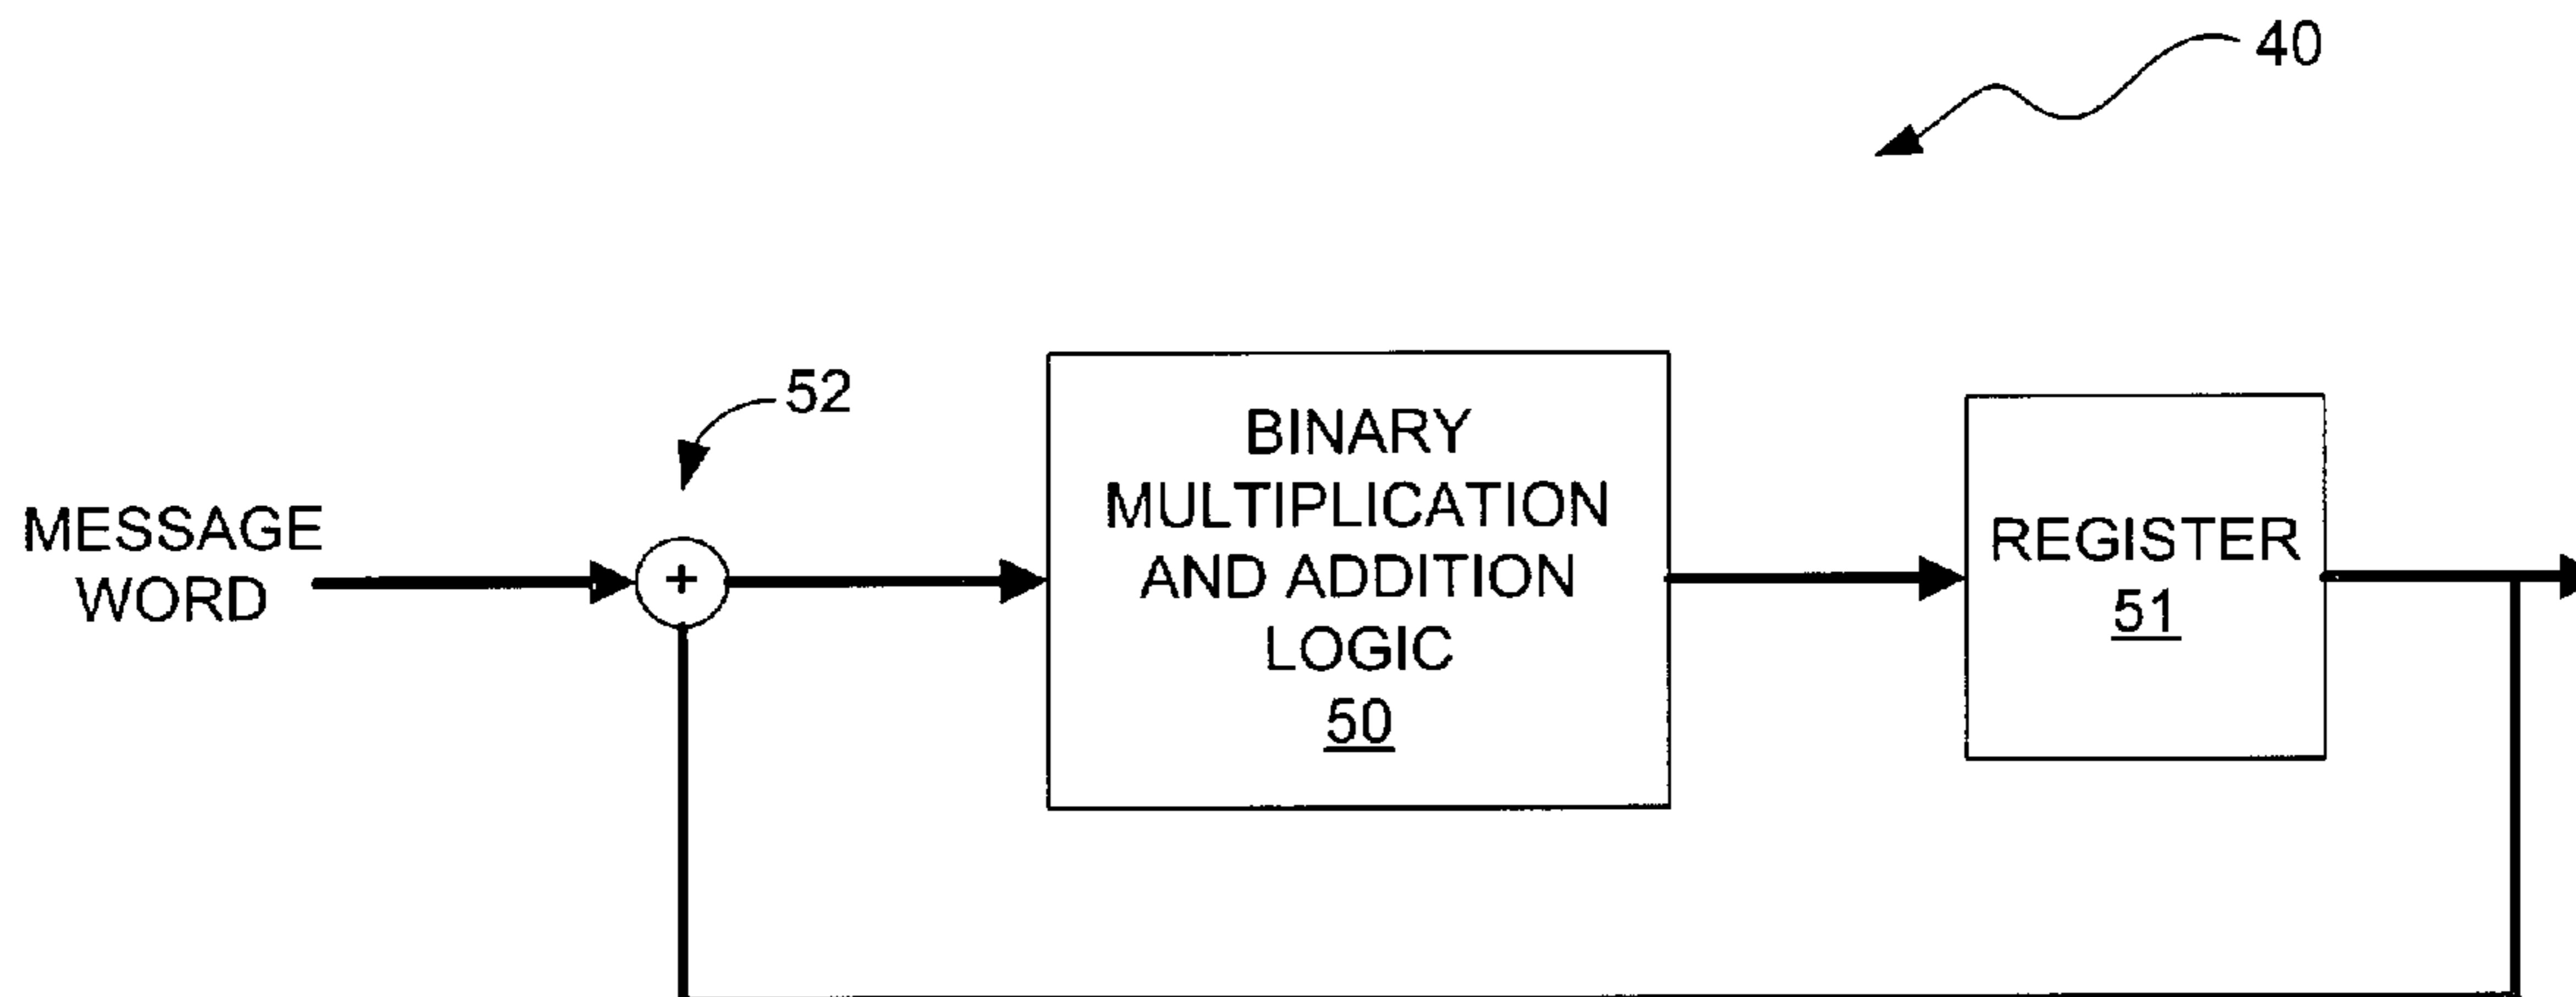 40
52
MESSAGE
WORD
+
BINARY
MULTIPLICATION
AND ADDITION
LOGIC
50
REGISTER
51